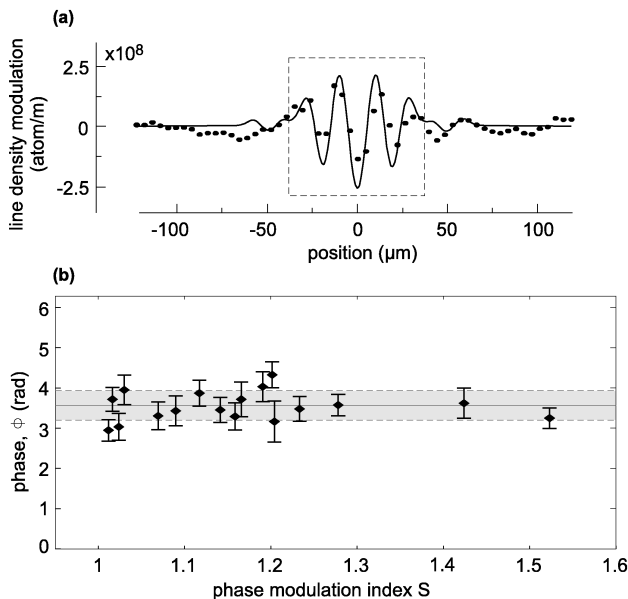 (a)
x10⁸
2.5
0
-2.5
line density modulation
(atom/m)
-100 -50 0 50 100
position (µm)
(b)
6
5
4
3
2
1
0
phase, Φ (rad)
1 1.1 1.2 1.3 1.4 1.5 1.6
phase modulation index S